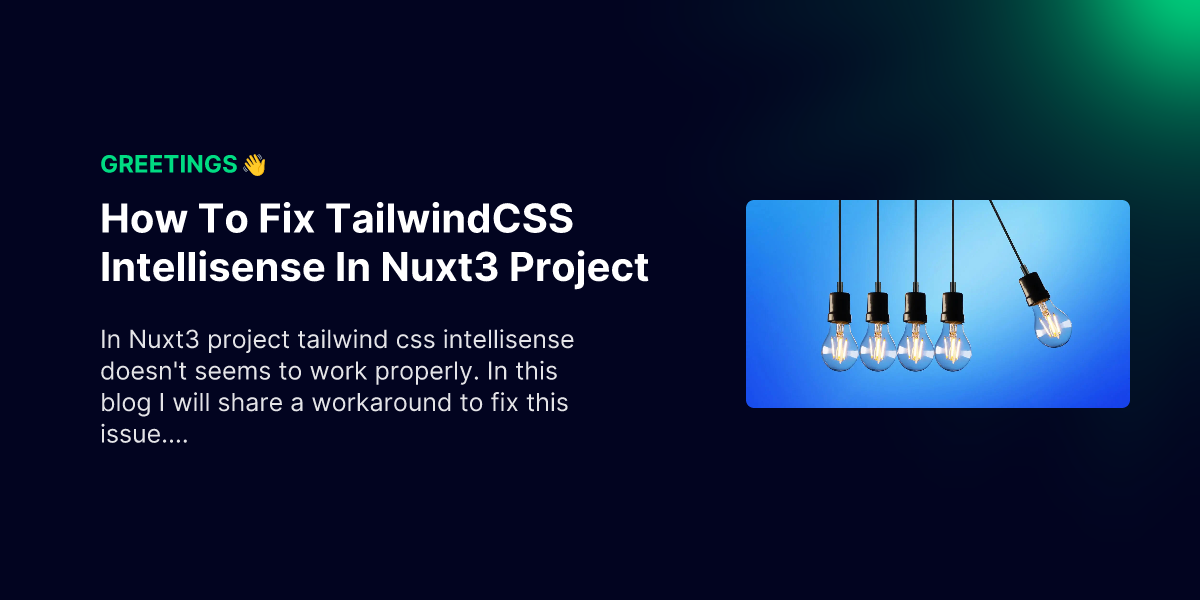 GREETINGS 👋
How To Fix TailwindCSS
Intellisense In Nuxt3 Project
In Nuxt3 project tailwind css intellisense
doesn't seems to work properly. In this
blog I will share a workaround to fix this
issue....